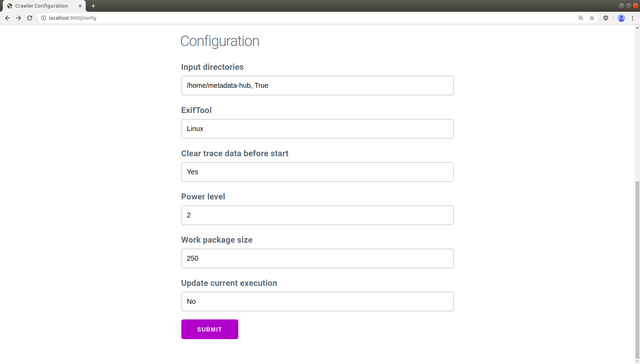 Crawler Configuration
localhost:9000/config
Configuration
Input directories
/home/metadata-hub, True
ExifTool
Linux
Clear trace data before start
Yes
Power level
2
Work package size
250
Update current execution
No
SUBMIT